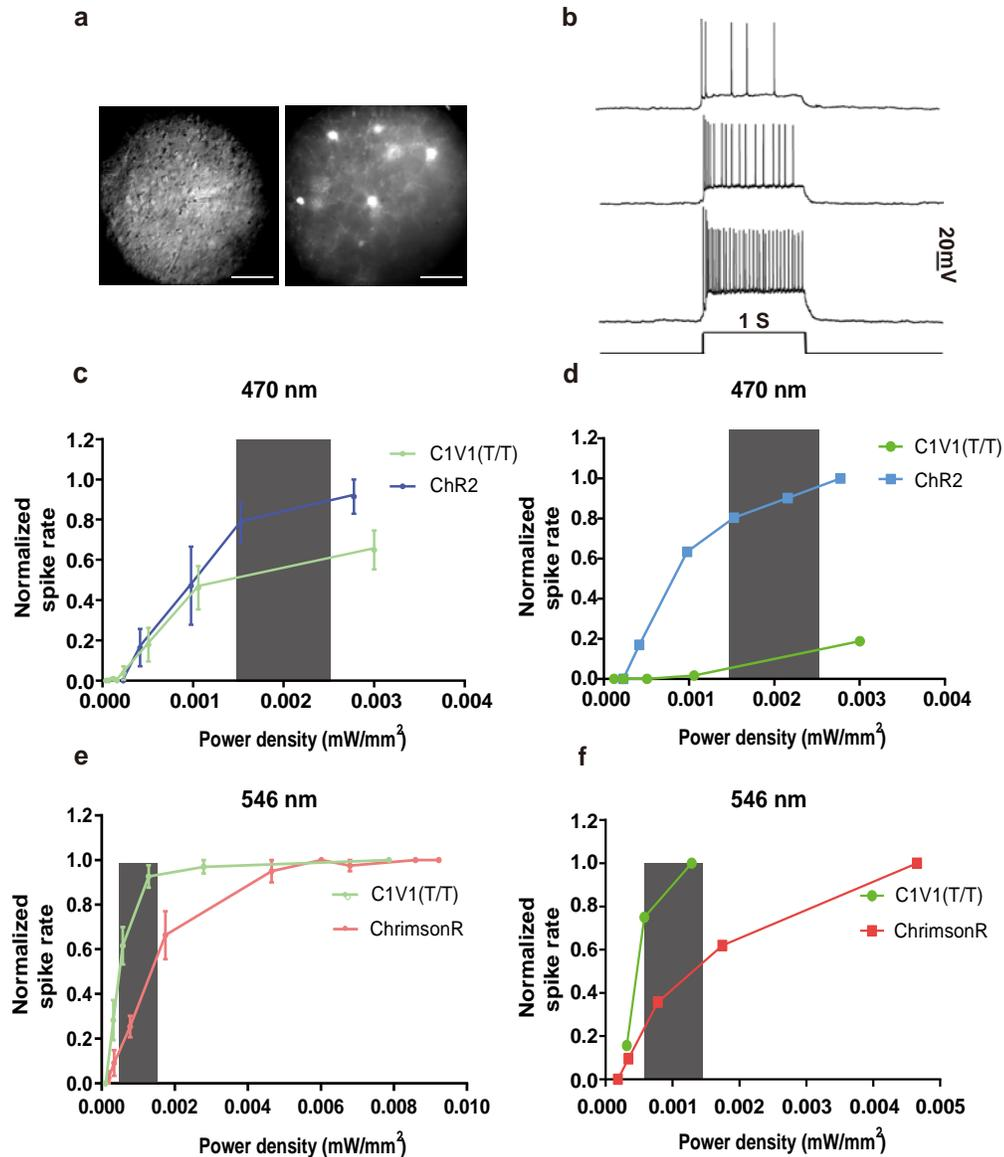 a
b
20mV
1 S
c
470 nm
1.2
1.0
0.8
0.6
0.4
0.2
0.0
Normalized
spike rate
C1V1(T/T)
ChR2
0.000
0.001
0.002
0.003
0.004
Power density (mW/mm2)
d
470 nm
1.2
1.0
0.8
0.6
0.4
0.2
0.0
Normalized
spike rate
C1V1(T/T)
ChR2
0.000
0.001
0.002
0.003
0.004
Power density (mW/mm2)
e
546 nm
1.2
1.0
0.8
0.6
0.4
0.2
0.0
Normalized
spike rate
C1V1(T/T)
ChrimsonR
0.000
0.002
0.004
0.006
0.008
0.010
Power density (mW/mm2)
f
546 nm
1.2
1.0
0.8
0.6
0.4
0.2
0.0
Normalized
spike rate
C1V1(T/T)
ChrimsonR
0.000
0.001
0.002
0.003
0.004
0.005
Power density (mW/mm2)